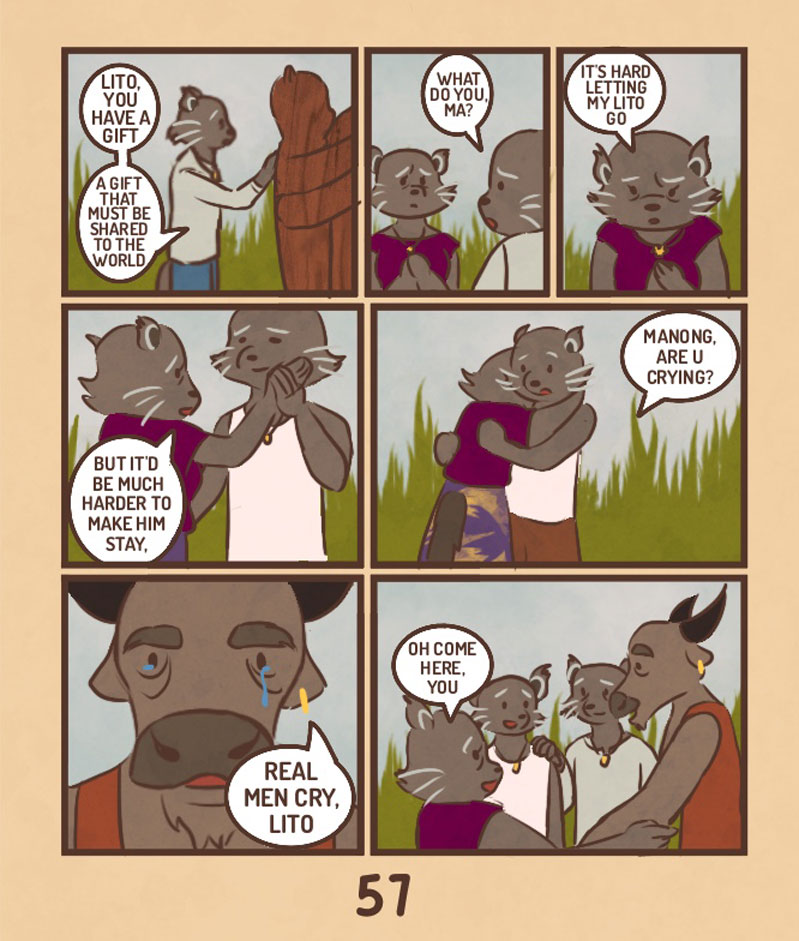 LITO,
YOU
HAVE A
GIFT
A GIFT
THAT
MUST BE
SHARED
TO THE
WORLD
WHAT
DO YOU,
MA?
IT'S HARD
LETTING
MY LITO
GO
BUT IT'D
BE MUCH
HARDER TO
MAKE HIM
STAY,
MANONG,
ARE U
CRYING?
REAL
MEN CRY,
LITO
OH COME
HERE,
YOU
57